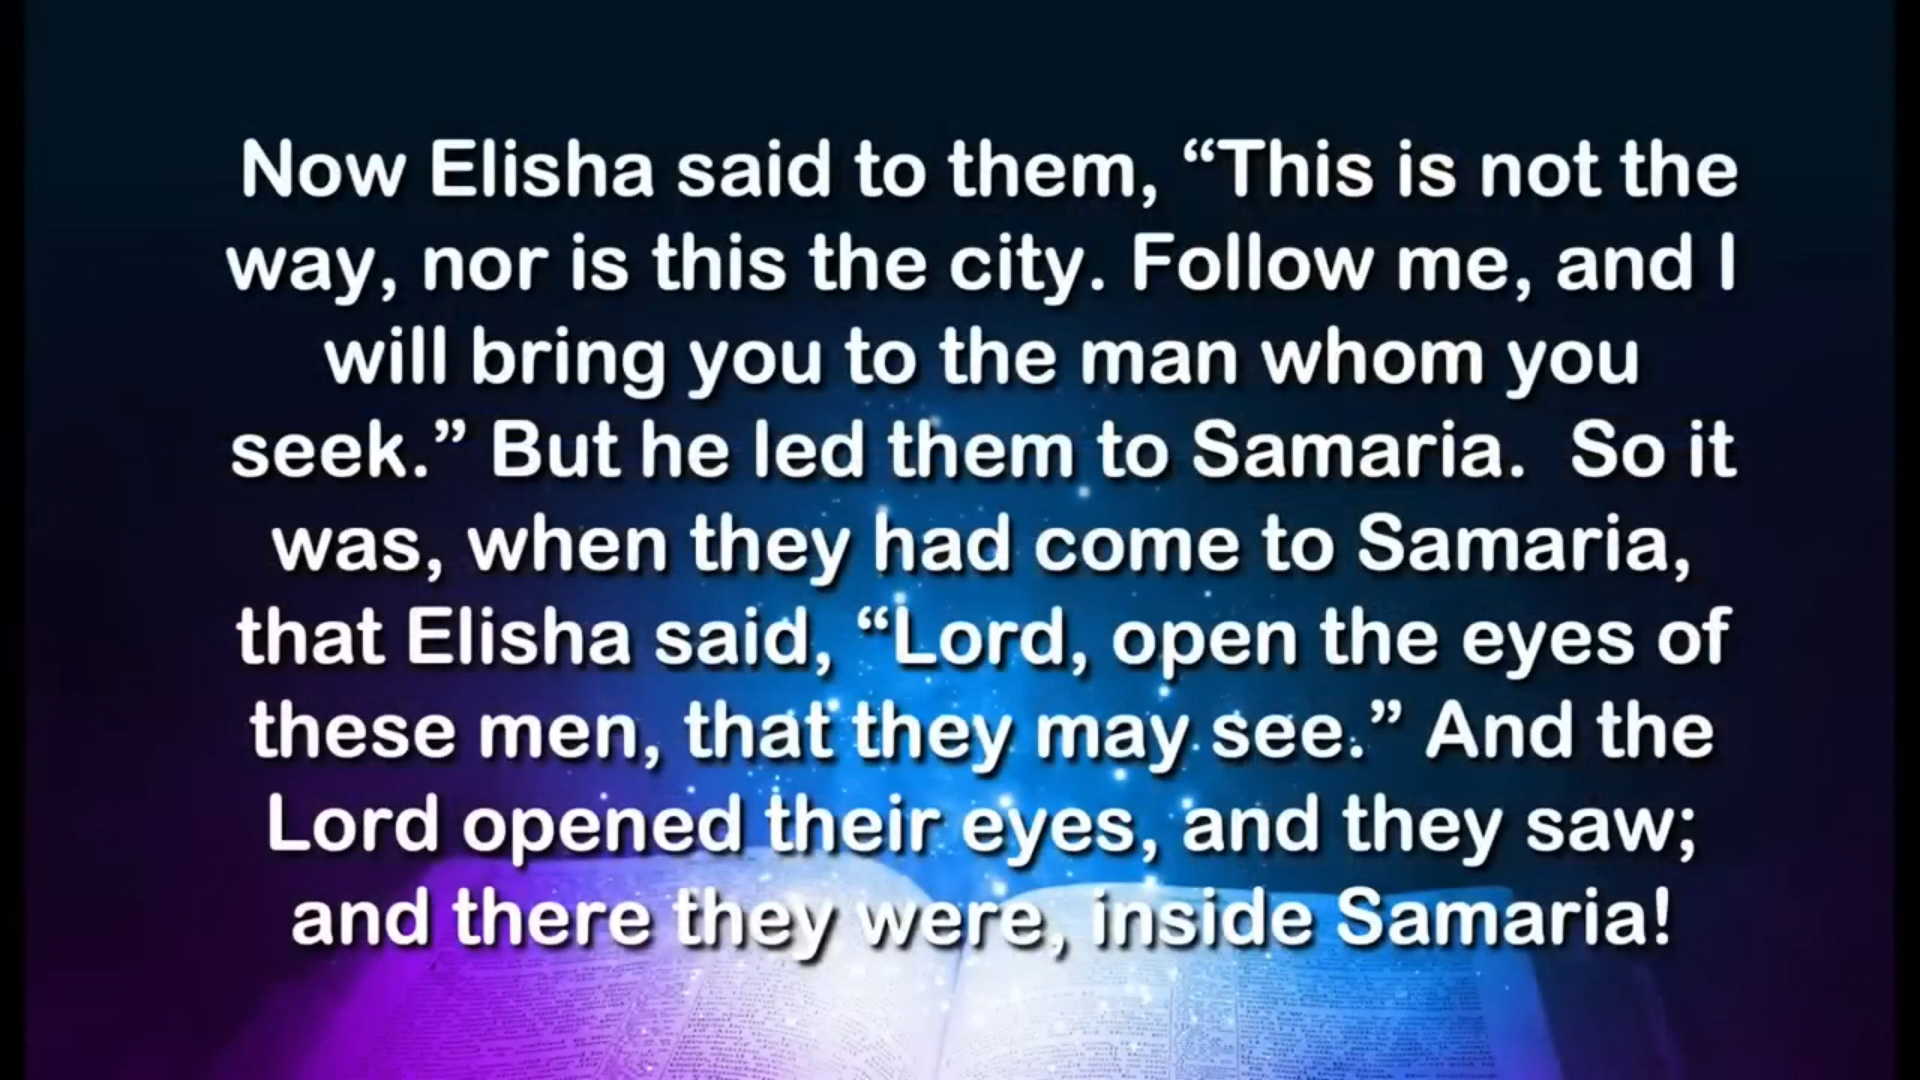 Now Elisha said to them, “This is not the
way, nor is this the city. Follow me, and I
will bring you to the man whom you
seek.” But he led them to Samaria.  So it
was, when they had come to Samaria,
that Elisha said, “Lord, open the eyes of
these men, that they may see.” And the
Lord opened their eyes, and they saw;
and there they were, inside Samaria!